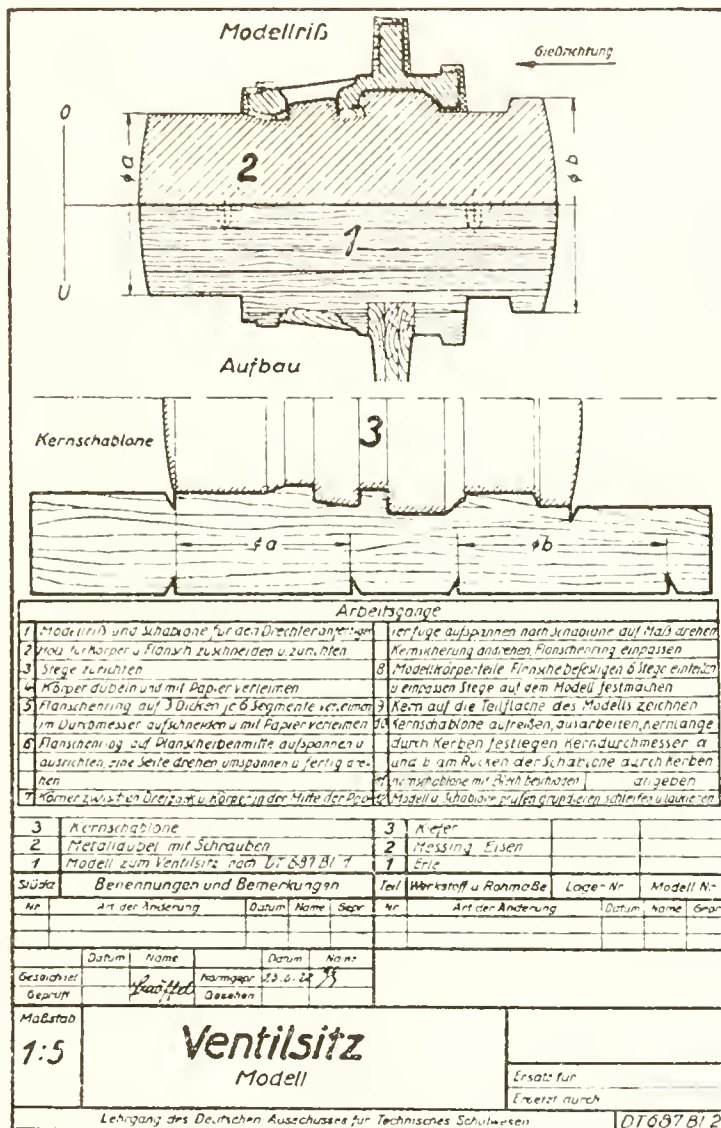 Modellriß
Gießrichtung
O
φa
2
φb
1
U
Aufbau
Kernschablone
3
φa
φb
Arbeitsgänge
1 Modellriß und Schablone für den Drechsler anfertigen
2 Holz für Körper u Flansch zuschneiden u. zurichten
3 Stege zurichten
4 Körper dübeln und mit Papier verleimen
5 Flanschenring auf 3 Dicken je 6 Segmente verleimen
im Durchmesser aufschneiden u mit Papier verleimen
6 Flanschenring auf Planscheibenmitte aufspannen u
ausrichten, eine Seite drehen umspannen u fertig dre-
hen
7 Körner zwischen Dreizack u. Körper in der Mitte der Pap-
ierfuge aufspannen nach Schablone auf Maß drehen
Kernsicherung andrehen, Flanschenring einpassen
8 Modellkörperteile Flansche befestigen 6 Stege einteilen
u einpassen Stege auf dem Modell festmachen
9 Kern auf die Teilfläche des Modells zeichnen
10 Kernschablone aufreißen, ausarbeiten, Kernlänge
durch Kerben festlegen Kerndurchmesser a
und b am Rücken der Schablone durch Kerben
angeben
11 Kernschablone mit Blech beschlagen
12 Modell u. Schablone prüfen grundieren schleifen u lackieren
3 Kernschablone 3 Kiefer
2 Metalldübel mit Schrauben 2 Messing Eisen
1 Modell zum Ventilsitz nach DT 687 Bl 1 1 Erle
Stückz Benennungen und Bemerkungen Teil Werkstoff u Rohmaße Lager Nr Modell Nr
Nr Art der Änderung Datum Name Gepr Nr Art der Änderung Datum Name Gepr
Datum Name Datum Name
Gezeichnet Normgepr
Geprüft Gesehen
Maßstab
1:5
Ventilsitz
Modell
Ersatz für
Ersetzt durch
Lehrgang des Deutschen Ausschusses für Technisches Schulwesen DT 687 Bl 2